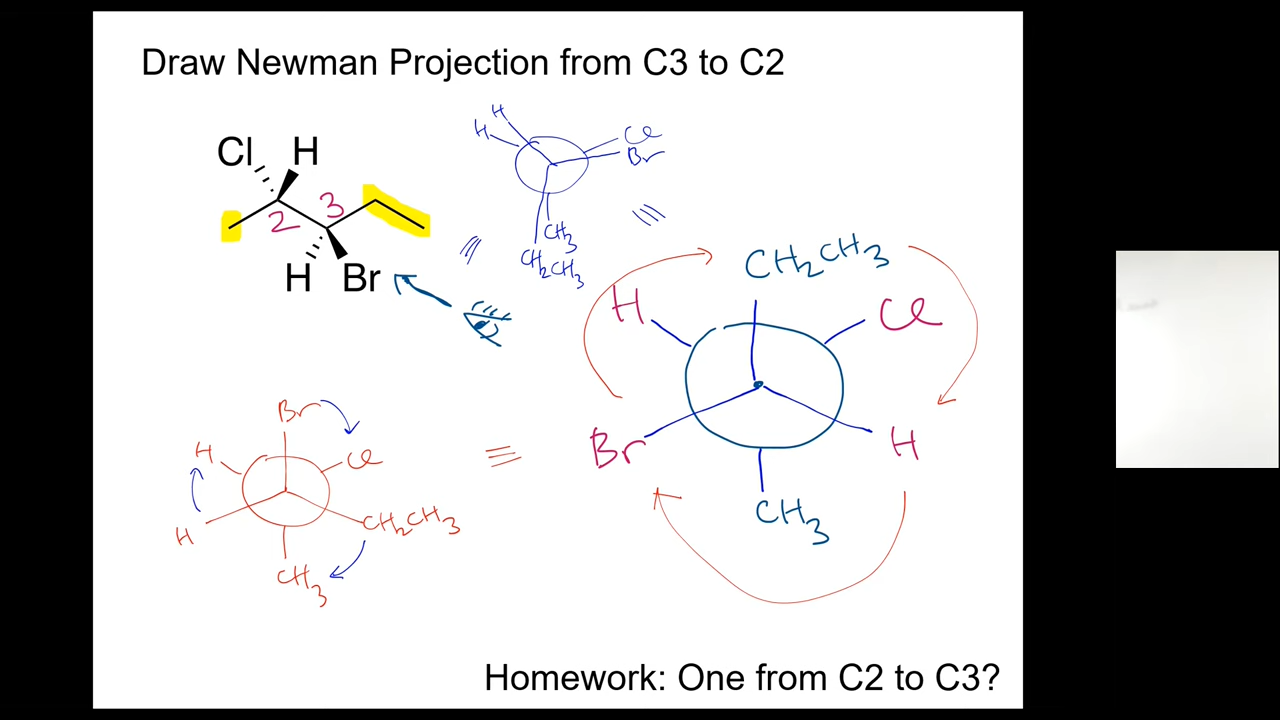 Draw Newman Projection from C3 to C2
Cl H
2 3
H Br
H
H
Cl
Br
CH3
CH2CH3
CH2CH3
H Cl
Br H
CH3
Br
H Cl
H CH2CH3
CH3
Homework: One from C2 to C3?